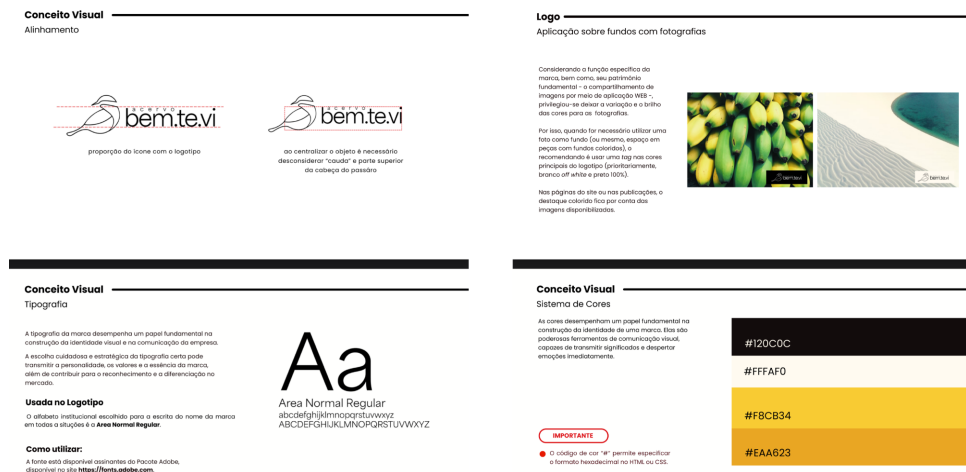 Conceito Visual
Alinhamento
acervo
bem.te.vi
acervo
bem.te.vi
proporção do ícone com o logotipo
ao centralizar o objeto é necessário
desconsiderar "cauda" e parte superior
da cabeça do passáro
Logo
Aplicação sobre fundos com fotografias
Considerando a função específica da
marca, bem como, seu patrimônio
fundamental - o compartilhamento de
imagens por meio de aplicação WEB -,
privilegiou-se deixar a variação e o brilho
das cores para as fotografias.
Por isso, quando for necessário utilizar uma
foto como fundo (ou mesmo, espaço em
peças com fundos coloridos), o
recomendando é usar uma tag nas cores
principais do logotipo (prioritariamente,
branco off white e preto 100%).
Nas páginas do site ou nas publicações, o
destaque colorido fica por conta das
imagens disponibilizadas.
bem.te.vi
bem.te.vi
Conceito Visual
Tipografia
A tipografia da marca desempenha um papel fundamental na
construção da identidade visual e na comunicação da empresa.
A escolha cuidadosa e estratégica da tipografia certa pode
transmitir a personalidade, os valores e a essência da marca,
além de contribuir para o reconhecimento e a diferenciação no
mercado.
Usada no Logotipo
O alfabeto institucional escolhido para a escrita do nome da marca
em todas a situções é a Area Normal Regular.
Como utilizar:
A fonte está disponível assinantes do Pacote Adobe,
disponível no site https://fonts.adobe.com.
Aa
Area Normal Regular
abcdefghijklmnopqrstuvwxyz
ABCDEFGHIJKLMNOPQRSTUVWXYZ
Conceito Visual
Sistema de Cores
As cores desempenham um papel fundamental na
construção da identidade de uma marca. Elas são
poderosas ferramentas de comunicação visual,
capazes de transmitir significados e despertar
emoções imediatamente.
IMPORTANTE
O código de cor "#" permite especificar
o formato hexadecimal no HTML ou CSS.
#120C0C
#FFFAF0
#F8CB34
#EAA623